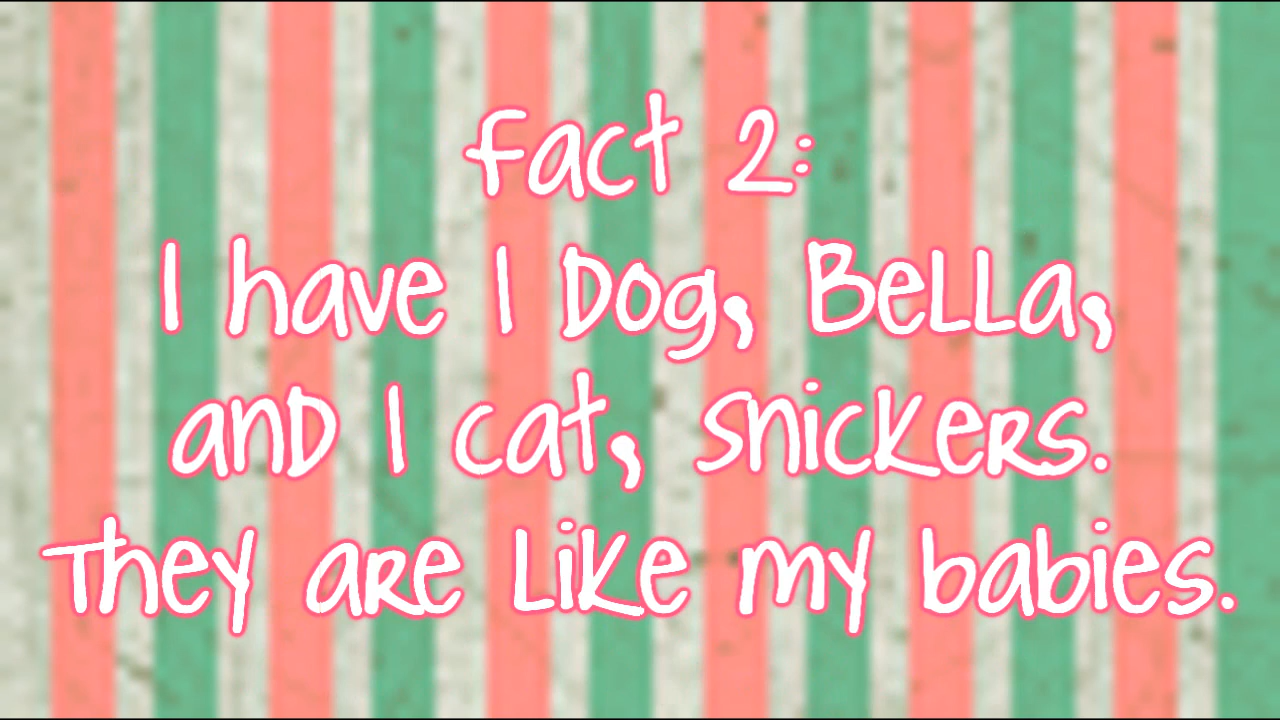 Fact 2:
I have 1 Dog, Bella,
and 1 cat, snickers.
They are like my babies.